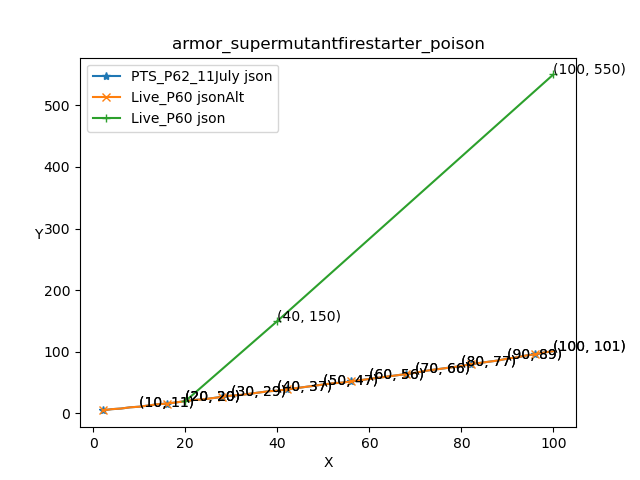 armor_supermutantfirestarter_poison
PTS_P62_11July json
Live_P60 jsonAlt
Live_P60 json
(100, 550)
500
400
300
Y
200
(40, 150)
100
(100, 101)
(90, 89)
(80, 77)
(70, 66)
(60, 56)
(50, 47)
(40, 37)
(30, 29)
(20, 20)
(10, 11)
0
0 20 40 60 80 100
X